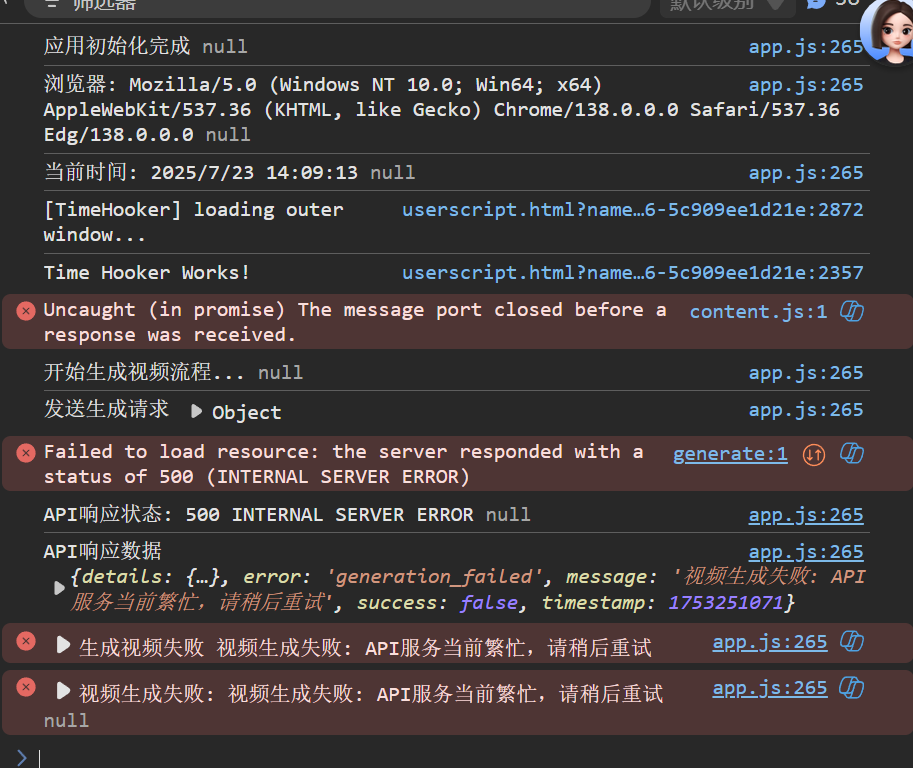 筛选器 默认级别
应用初始化完成 null app.js:265
浏览器: Mozilla/5.0 (Windows NT 10.0; Win64; x64) app.js:265
AppleWebKit/537.36 (KHTML, like Gecko) Chrome/138.0.0.0 Safari/537.36
Edg/138.0.0.0 null
当前时间: 2025/7/23 14:09:13 null app.js:265
[TimeHooker] loading outer userscript.html?name…6-5c909ee1d21e:2872
window...
Time Hooker Works! userscript.html?name…6-5c909ee1d21e:2357
Uncaught (in promise) The message port closed before a content.js:1
response was received.
开始生成视频流程... null app.js:265
发送生成请求 Object app.js:265
Failed to load resource: the server responded with a generate:1
status of 500 (INTERNAL SERVER ERROR)
API响应状态: 500 INTERNAL SERVER ERROR null app.js:265
API响应数据 app.js:265
{details: {…}, error: 'generation_failed', message: '视频生成失败: API
服务当前繁忙，请稍后重试', success: false, timestamp: 1753251071}
生成视频失败 视频生成失败: API服务当前繁忙，请稍后重试 app.js:265
视频生成失败: 视频生成失败: API服务当前繁忙，请稍后重试 app.js:265
null